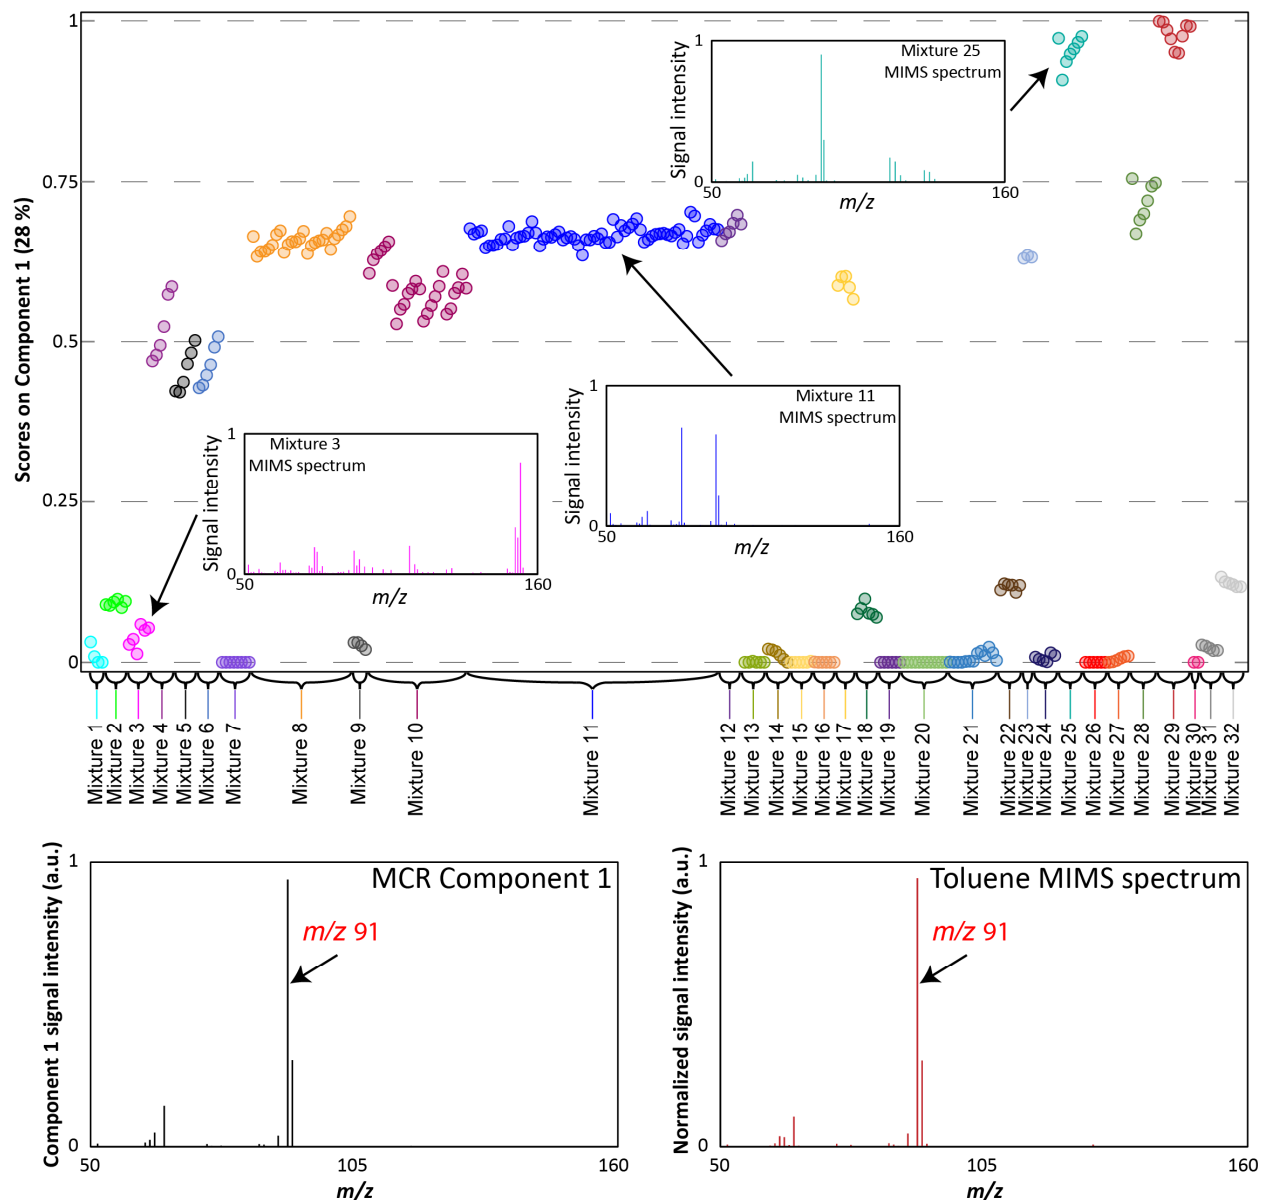 Scores on Component 1 (28 %)
1
0.75
0.5
0.25
0
Signal intensity
1
0
Mixture 25
MIMS spectrum
50
160
m/z
Signal intensity
1
0
Mixture 11
MIMS spectrum
50
160
m/z
Signal intensity
1
0
Mixture 3
MIMS spectrum
50
160
m/z
Mixture 1
Mixture 2
Mixture 3
Mixture 4
Mixture 5
Mixture 6
Mixture 7
Mixture 8
Mixture 9
Mixture 10
Mixture 11
Mixture 12
Mixture 13
Mixture 14
Mixture 15
Mixture 16
Mixture 17
Mixture 18
Mixture 19
Mixture 20
Mixture 21
Mixture 22
Mixture 23
Mixture 24
Mixture 25
Mixture 26
Mixture 27
Mixture 28
Mixture 29
Mixture 30
Mixture 31
Mixture 32
Component 1 signal intensity (a.u.)
1
0
MCR Component 1
m/z 91
50
105
160
m/z
Normalized signal intensity (a.u.)
1
0
Toluene MIMS spectrum
m/z 91
50
105
160
m/z